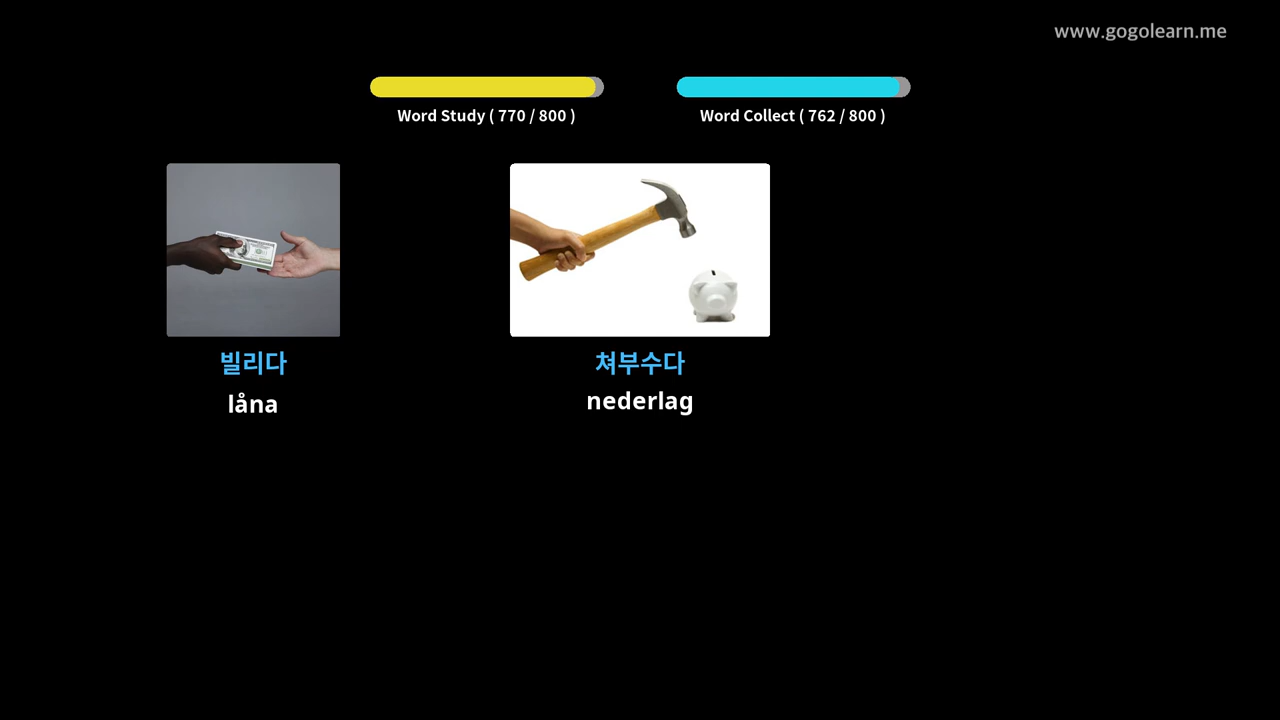 www.gogolearn.me
Word Study ( 770 / 800 )
Word Collect ( 762 / 800 )
빌리다
låna
쳐부수다
nederlag